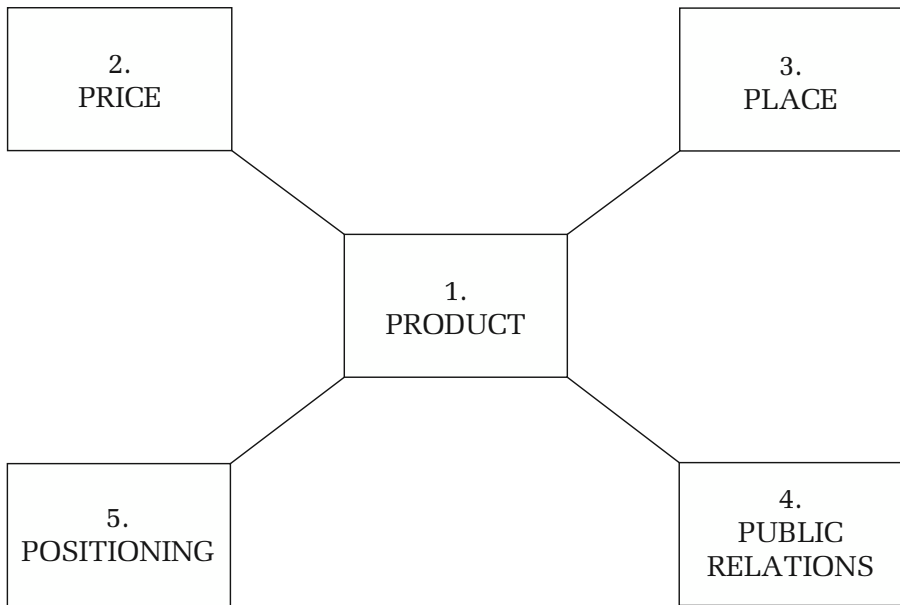 2.
PRICE
3.
PLACE
1.
PRODUCT
5.
POSITIONING
4.
PUBLIC
RELATIONS